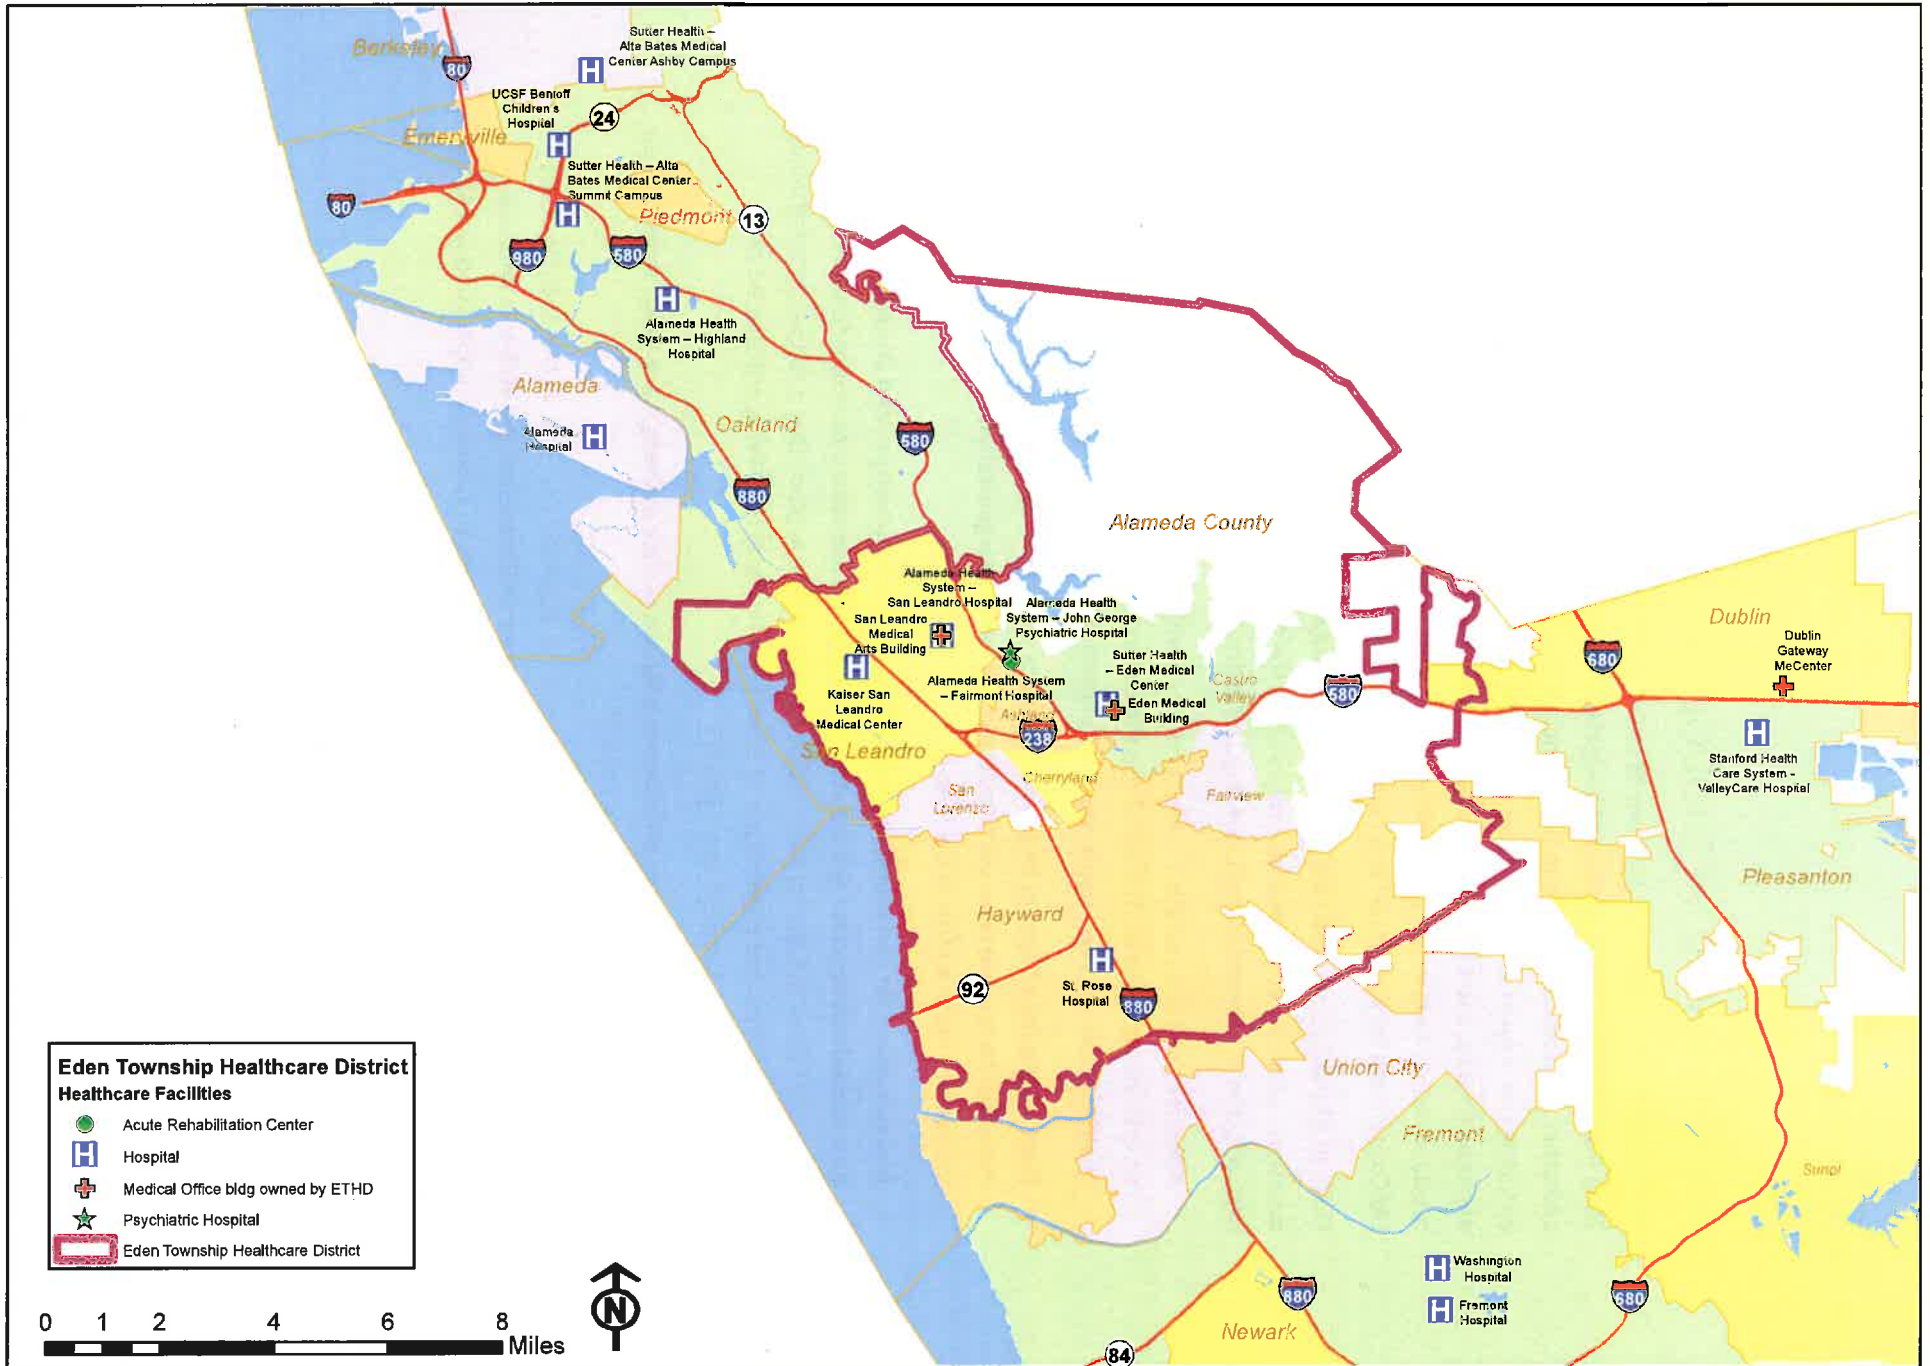 Berkeley
80
Sutter Health –
Alta Bates Medical
Center Ashby Campus
H
UCSF Benioff
Children's
Hospital
24
Emeryville
H
Sutter Health – Alta
Bates Medical Center
Summit Campus
H
80
Piedmont
13
980
580
H
Alameda Health
System – Highland
Hospital
Alameda
Alameda
Hospital
H
Oakland
580
880
Alameda County
Alameda Health
System –
San Leandro Hospital
Alameda Health
System – John George
Psychiatric Hospital
San Leandro
Medical
Arts Building
H
Kaiser San
Leandro
Medical Center
Alameda Health System
– Fairmont Hospital
Sutter Health
– Eden Medical
Center
H
Eden Medical
Building
Castro
Valley
580
Ashland
238
San Leandro
Cherryland
San
Lorenzo
Fairview
Dublin
680
Dublin
Gateway
MeCenter
H
Stanford Health
Care System -
ValleyCare Hospital
Pleasanton
Hayward
92
H
St. Rose
Hospital
880
Union City
Fremont
Sunol
H Washington
Hospital
H Fremont
Hospital
880
680
Newark
84
Eden Township Healthcare District
Healthcare Facilities
Acute Rehabilitation Center
H Hospital
Medical Office bldg owned by ETHD
Psychiatric Hospital
Eden Township Healthcare District
0 1 2 4 6 8
Miles
N